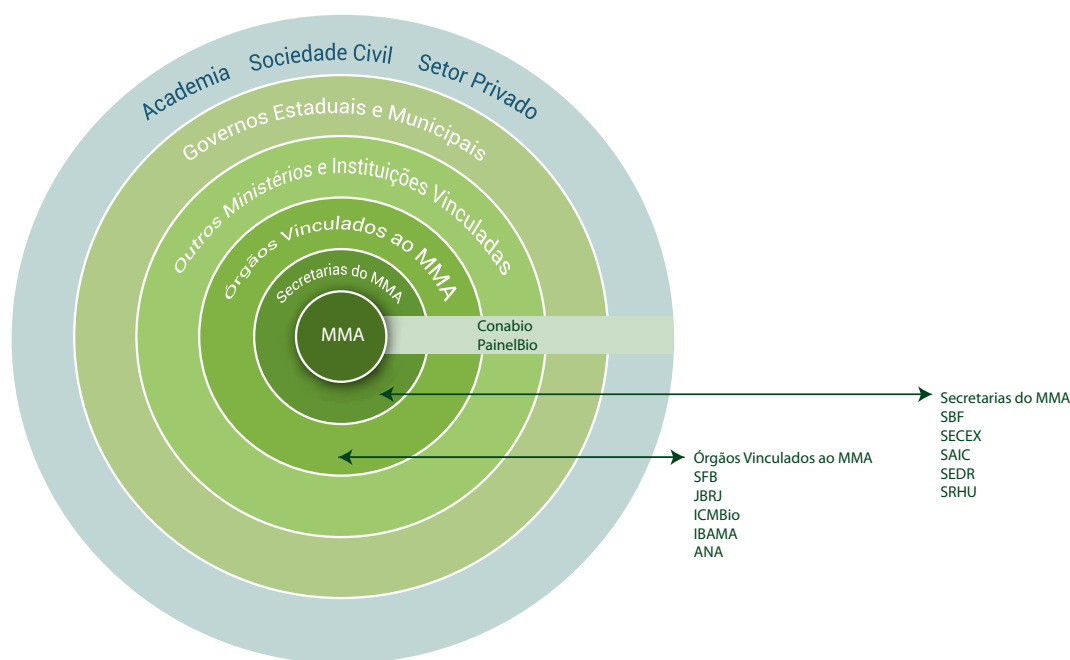 Academia Sociedade Civil Setor Privado
Governos Estaduais e Municipais
Outros Ministérios e Instituições Vinculadas
Órgãos Vinculados ao MMA
Secretarias do MMA
MMA
Conabio
PainelBio
Secretarias do MMA
SBF
SECEX
SAIC
SEDR
SRHU
Órgãos Vinculados ao MMA
SFB
JBRJ
ICMBio
IBAMA
ANA